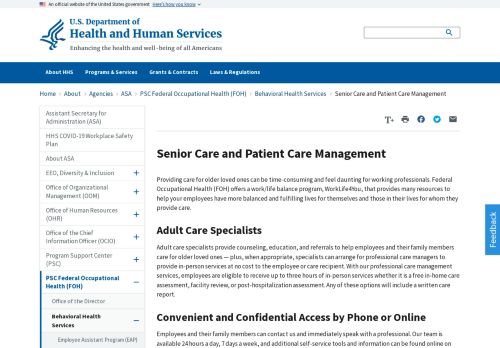 An official website of the United States government Here's how you know
U.S. Department of
Health and Human Services
Enhancing the health and well-being of all Americans
About HHS Programs & Services Grants & Contracts Laws & Regulations
Home > About > Agencies > ASA > PSC Federal Occupational Health (FOH) > Behavioral Health Services > Senior Care and Patient Care Management
Assistant Secretary for
Administration (ASA)
HHS COVID-19 Workplace Safety
Plan
About ASA
EEO, Diversity & Inclusion
Office of Organizational
Management (OOM)
Office of Human Resources
(OHR)
Office of the Chief
Information Officer (OCIO)
Program Support Center
(PSC)
PSC Federal Occupational
Health (FOH)
Office of the Director
Behavioral Health
Services
Employee Assistant Program (EAP)
T+
Senior Care and Patient Care Management
Providing care for older loved ones can be time-consuming and feel daunting for working professionals. Federal
Occupational Health (FOH) offers a work/life balance program, WorkLife4You, that provides many resources to
help your employees have more balanced and fulfilling lives for themselves and those in their lives for whom they
provide care.
Adult Care Specialists
Adult care specialists provide counseling, education, and referrals to help employees and their family members
care for older loved ones — plus, when appropriate, specialists can arrange for professional care managers to
provide in-person services at no cost to the employee or care recipient. With our professional care management
services, employees are eligible to receive up to three hours of in-person services whether it is a free in-home care
assessment, facility review, or post-hospitalization assessment. Any of these options will include a written care
report.
Convenient and Confidential Access by Phone or Online
Employees and their family members can contact us and immediately speak with a professional. Our team is
available 24 hours a day, 7 days a week, and additional self-service tools and information can be found online on
Feedback